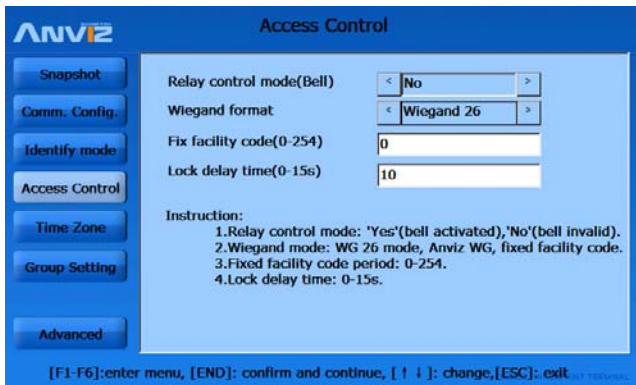 ANVIZ
Access Control
Snapshot
Comm. Config.
Identify mode
Access Control
Time Zone
Group Setting
Advanced
Relay control mode(Bell)
< No >
Wiegand format
< Wiegand 26 >
Fix facility code(0-254)
0
Lock delay time(0-15s)
10
Instruction:
1.Relay control mode: 'Yes'(bell activated),'No'(bell invalid).
2.Wiegand mode: WG 26 mode, Anviz WG, fixed facility code.
3.Fixed facility code period: 0-254.
4.Lock delay time: 0-15s.
[F1-F6]:enter menu, [END]: confirm and continue, [ ↑ ↓ ]: change,[ESC]: exit